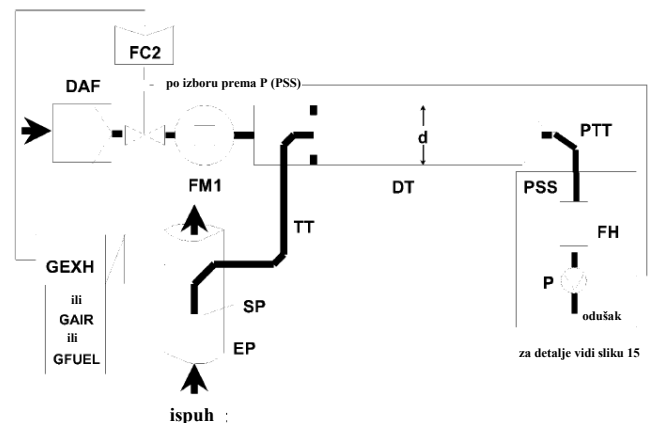 FC2
DAF
po izboru prema P (PSS)
d
PTT
FM1
DT
PSS
TT
FH
GEXH
ili
GAIR
ili
GFUEL
SP
P
odušak
EP
za detalje vidi sliku 15
ispuh :